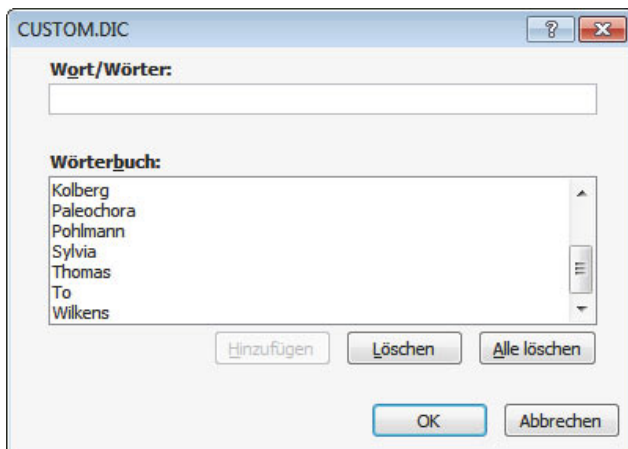 CUSTOM.DIC
Wort/Wörter:
Wörterbuch:
Kolberg
Paleochora
Pohlmann
Sylvia
Thomas
To
Wilkens
Hinzufügen Löschen Alle löschen
OK Abbrechen